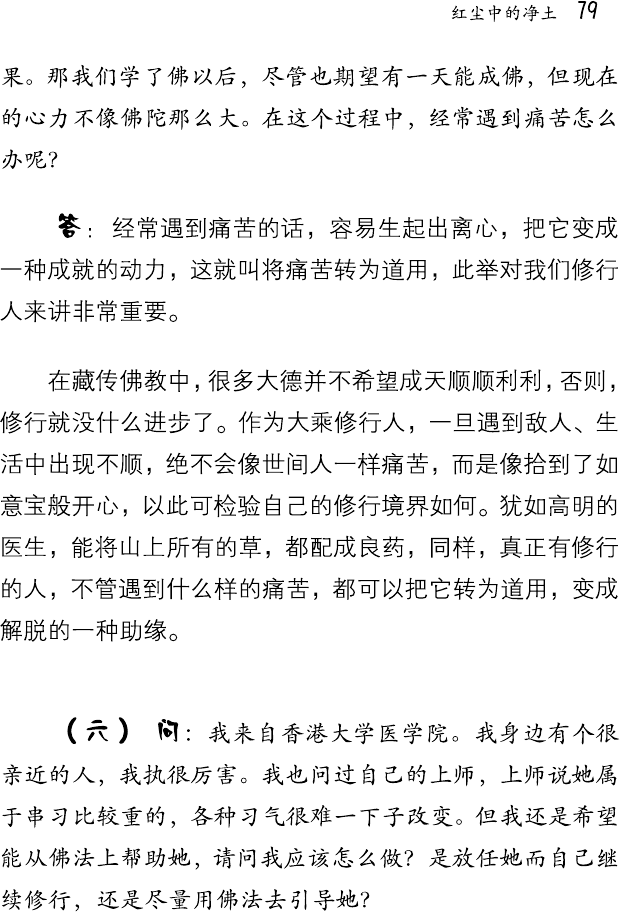 红尘中的净土 79
果。那我们学了佛以后，尽管也期望有一天能成佛，但现在
的心力不像佛陀那么大。在这个过程中，经常遇到痛苦怎么
办呢？
答：经常遇到痛苦的话，容易生起出离心，把它变成
一种成就的动力，这就叫将痛苦转为道用，此举对我们修行
人来讲非常重要。
在藏传佛教中，很多大德并不希望成天顺顺利利，否则，
修行就没什么进步了。作为大乘修行人，一旦遇到敌人、生
活中出现不顺，绝不会像世间人一样痛苦，而是像拾到了如
意宝般开心，以此可检验自己的修行境界如何。犹如高明的
医生，能将山上所有的草，都配成良药，同样，真正有修行
的人，不管遇到什么样的痛苦，都可以把它转为道用，变成
解脱的一种助缘。
（六）问：我来自香港大学医学院。我身边有个很
亲近的人，我执很厉害。我也问过自己的上师，上师说她属
于串习比较重的，各种习气很难一下子改变。但我还是希望
能从佛法上帮助她，请问我应该怎么做？是放任她而自己继
续修行，还是尽量用佛法去引导她？